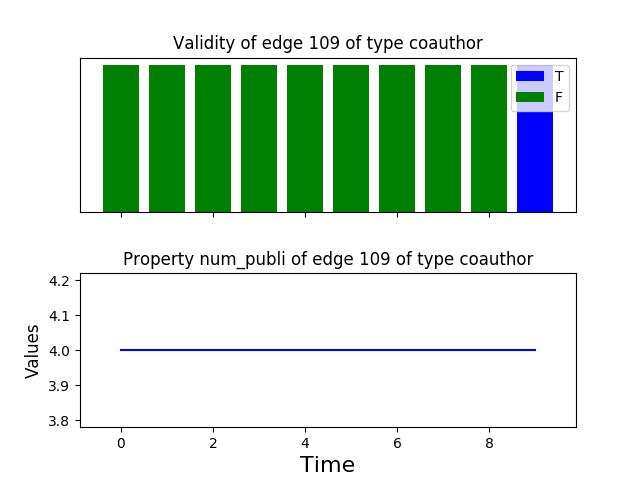 Validity of edge 109 of type coauthor
T
F
Property num_publi of edge 109 of type coauthor
4.2
4.1
4.0
3.9
3.8
Values
0 2 4 6 8
Time